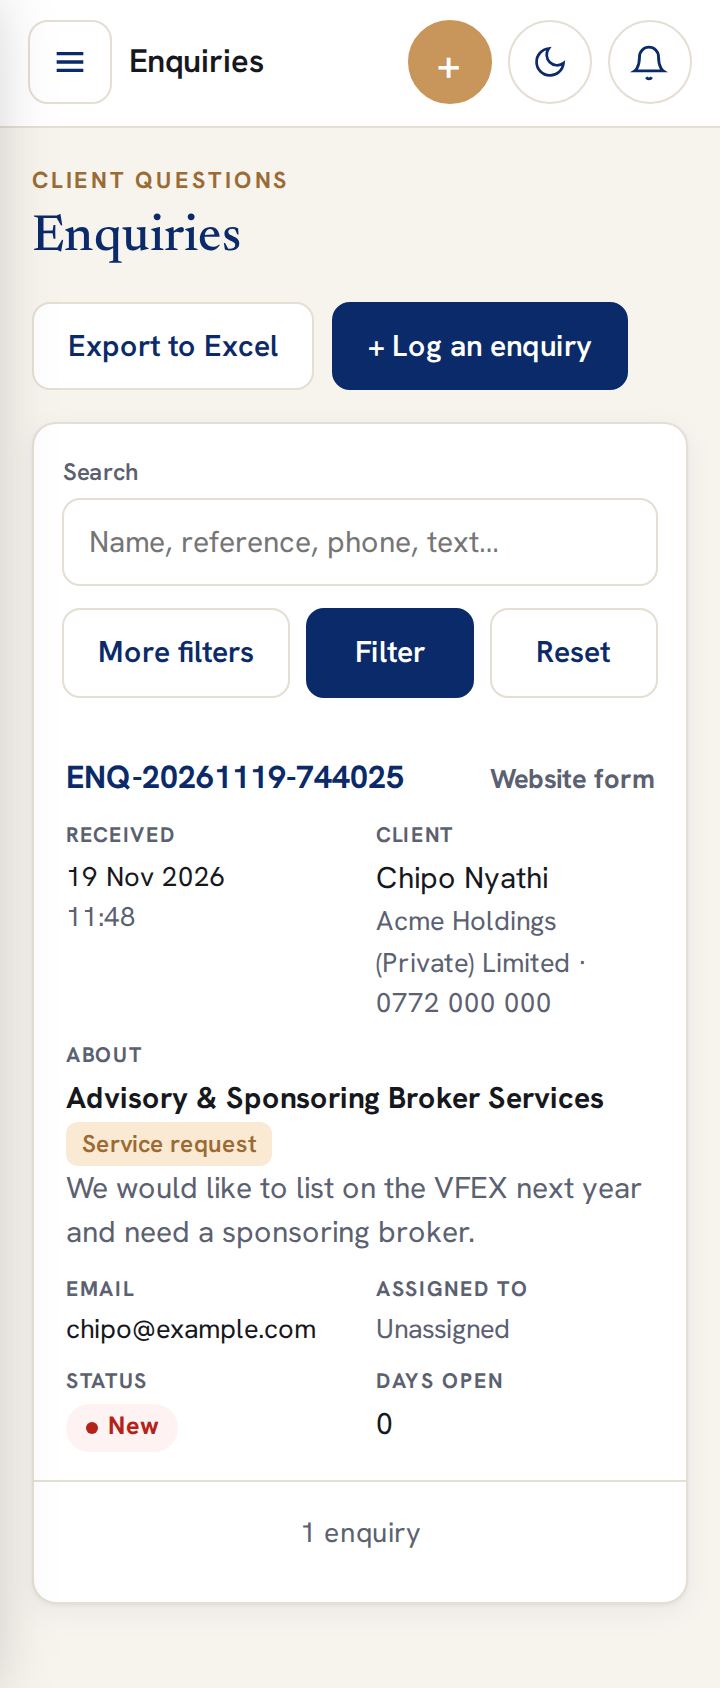 Enquiries
+
CLIENT QUESTIONS
Enquiries
Export to Excel
+ Log an enquiry
Search
Name, reference, phone, text...
More filters
Filter
Reset
ENQ-20261119-744025
Website form
RECEIVED
19 Nov 2026
11:48
CLIENT
Chipo Nyathi
Acme Holdings
(Private) Limited ·
0772 000 000
ABOUT
Advisory & Sponsoring Broker Services
Service request
We would like to list on the VFEX next year
and need a sponsoring broker.
EMAIL
chipo@example.com
ASSIGNED TO
Unassigned
STATUS
New
DAYS OPEN
0
1 enquiry